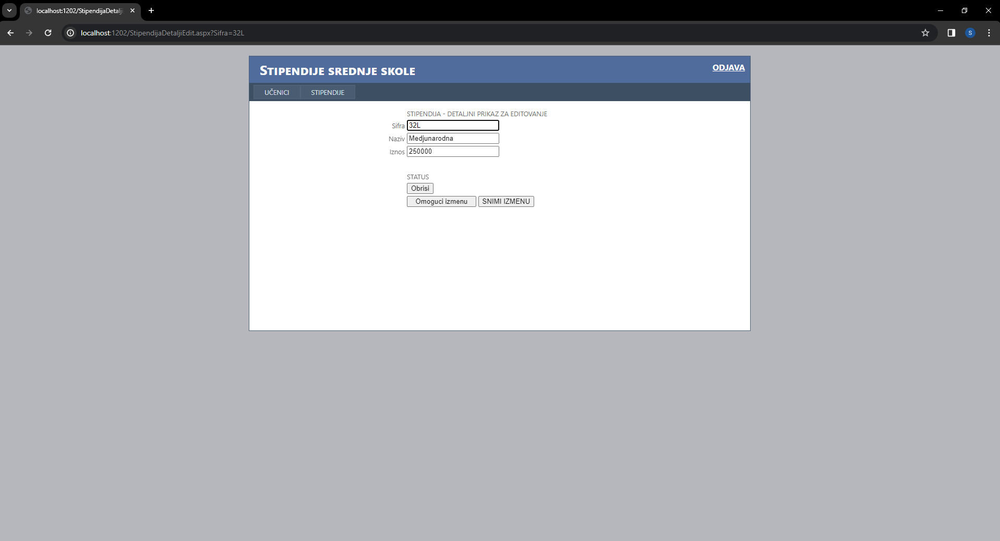 localhost:1202/StipendijaDetalji
localhost:1202/StipendijaDetaljiEdit.aspx?Sifra=32L
S
STIPENDIJE SREDNJE SKOLE
ODJAVA
UČENICI STIPENDIJE
STIPENDIJA - DETALJNI PRIKAZ ZA EDITOVANJE
Sifra 32L
Naziv Medjunarodna
Iznos 250000
STATUS
Obrisi
Omoguci izmenu SNIMI IZMENU